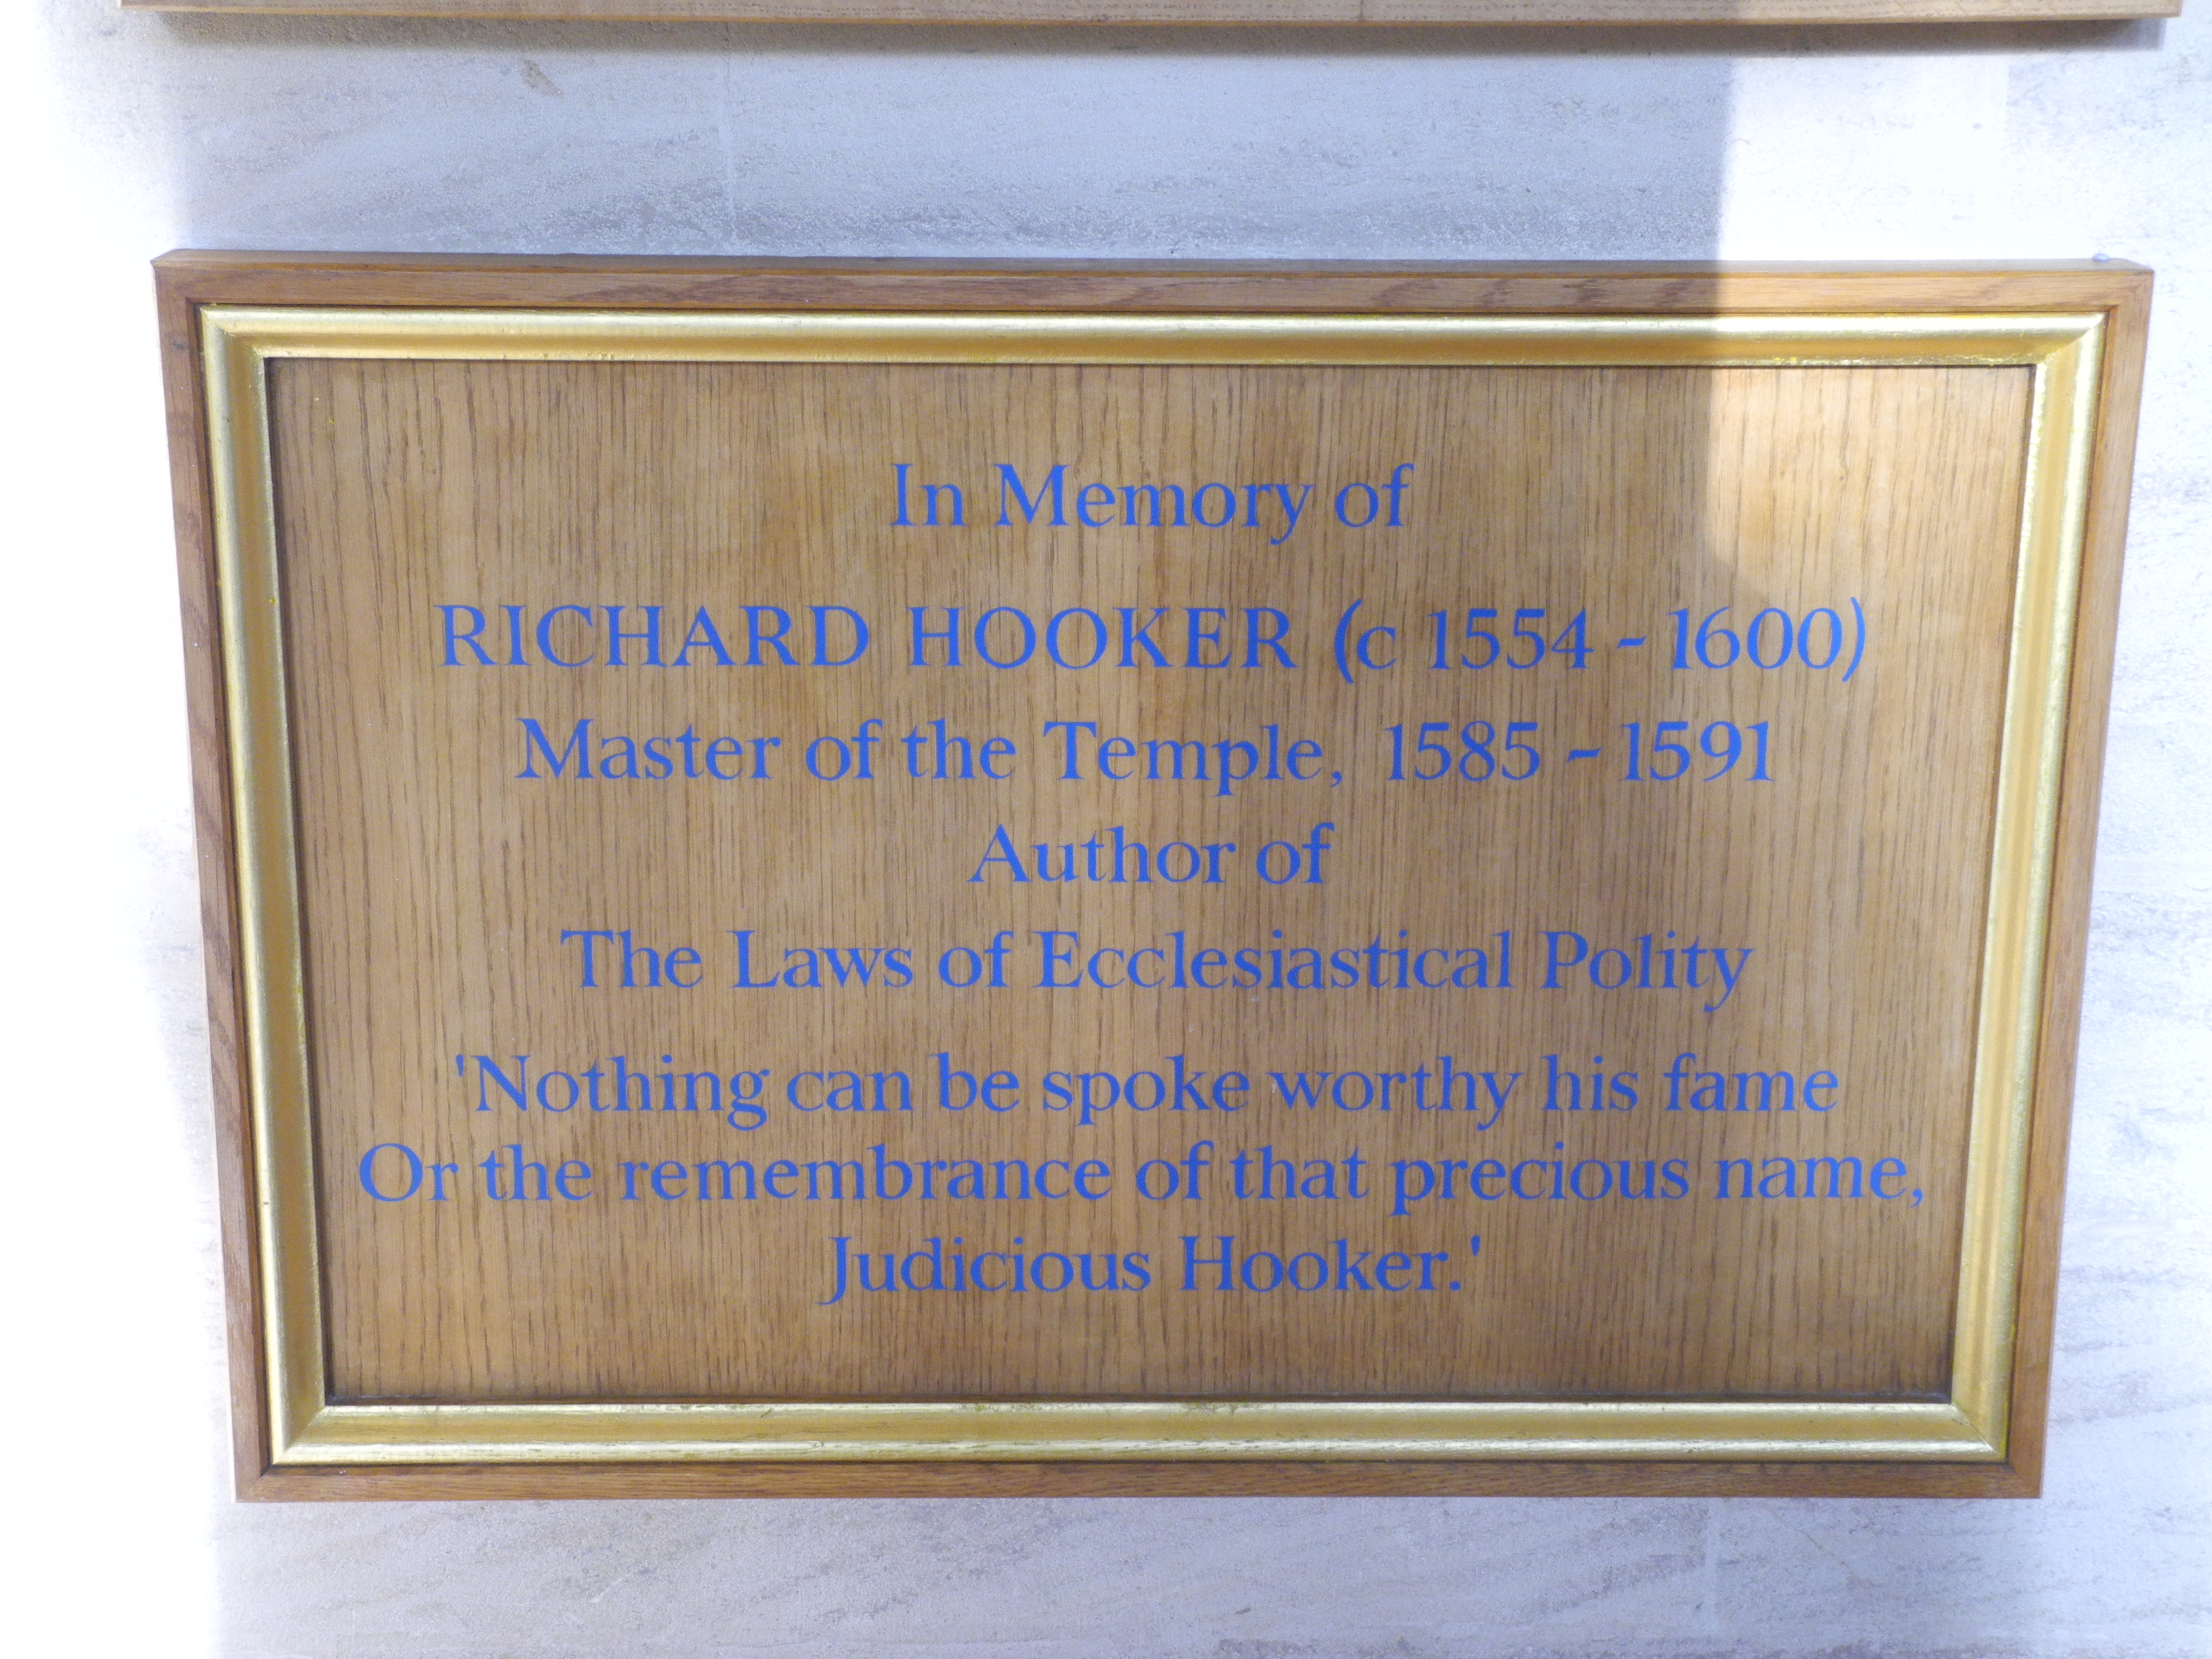 In Memory of
RICHARD HOOKER (c 1554 - 1600)
Master of the Temple, 1585 - 1591
Author of
The Laws of Ecclesiastical Polity
'Nothing can be spoke worthy his fame
Or the remembrance of that precious name,
Judicious Hooker.'